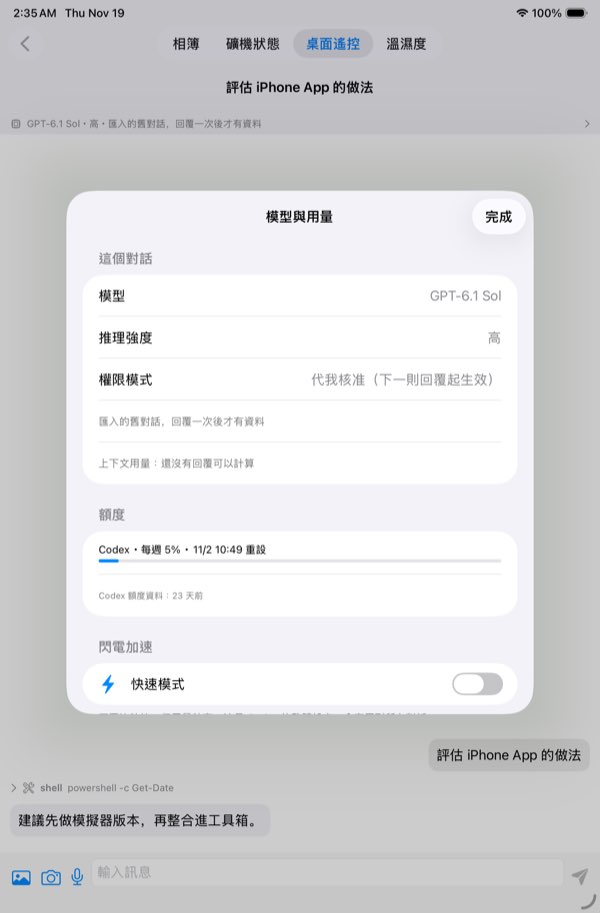 2:35 AM Thu Nov 19
100%
相簿 礦機狀態 桌面遙控 溫濕度
評估 iPhone App 的做法
GPT-6.1 Sol・高・匯入的舊對話，回覆一次後才有資料
模型與用量
完成
這個對話
模型 GPT-6.1 Sol
推理強度 高
權限模式 代我核准（下一則回覆起生效）
匯入的舊對話，回覆一次後才有資料
上下文用量：還沒有回覆可以計算
額度
Codex・每週 5%・11/2 10:49 重設
Codex 額度資料：23 天前
閃電加速
快速模式
評估 iPhone App 的做法
shell powershell -c Get-Date
建議先做模擬器版本，再整合進工具箱。
輸入訊息